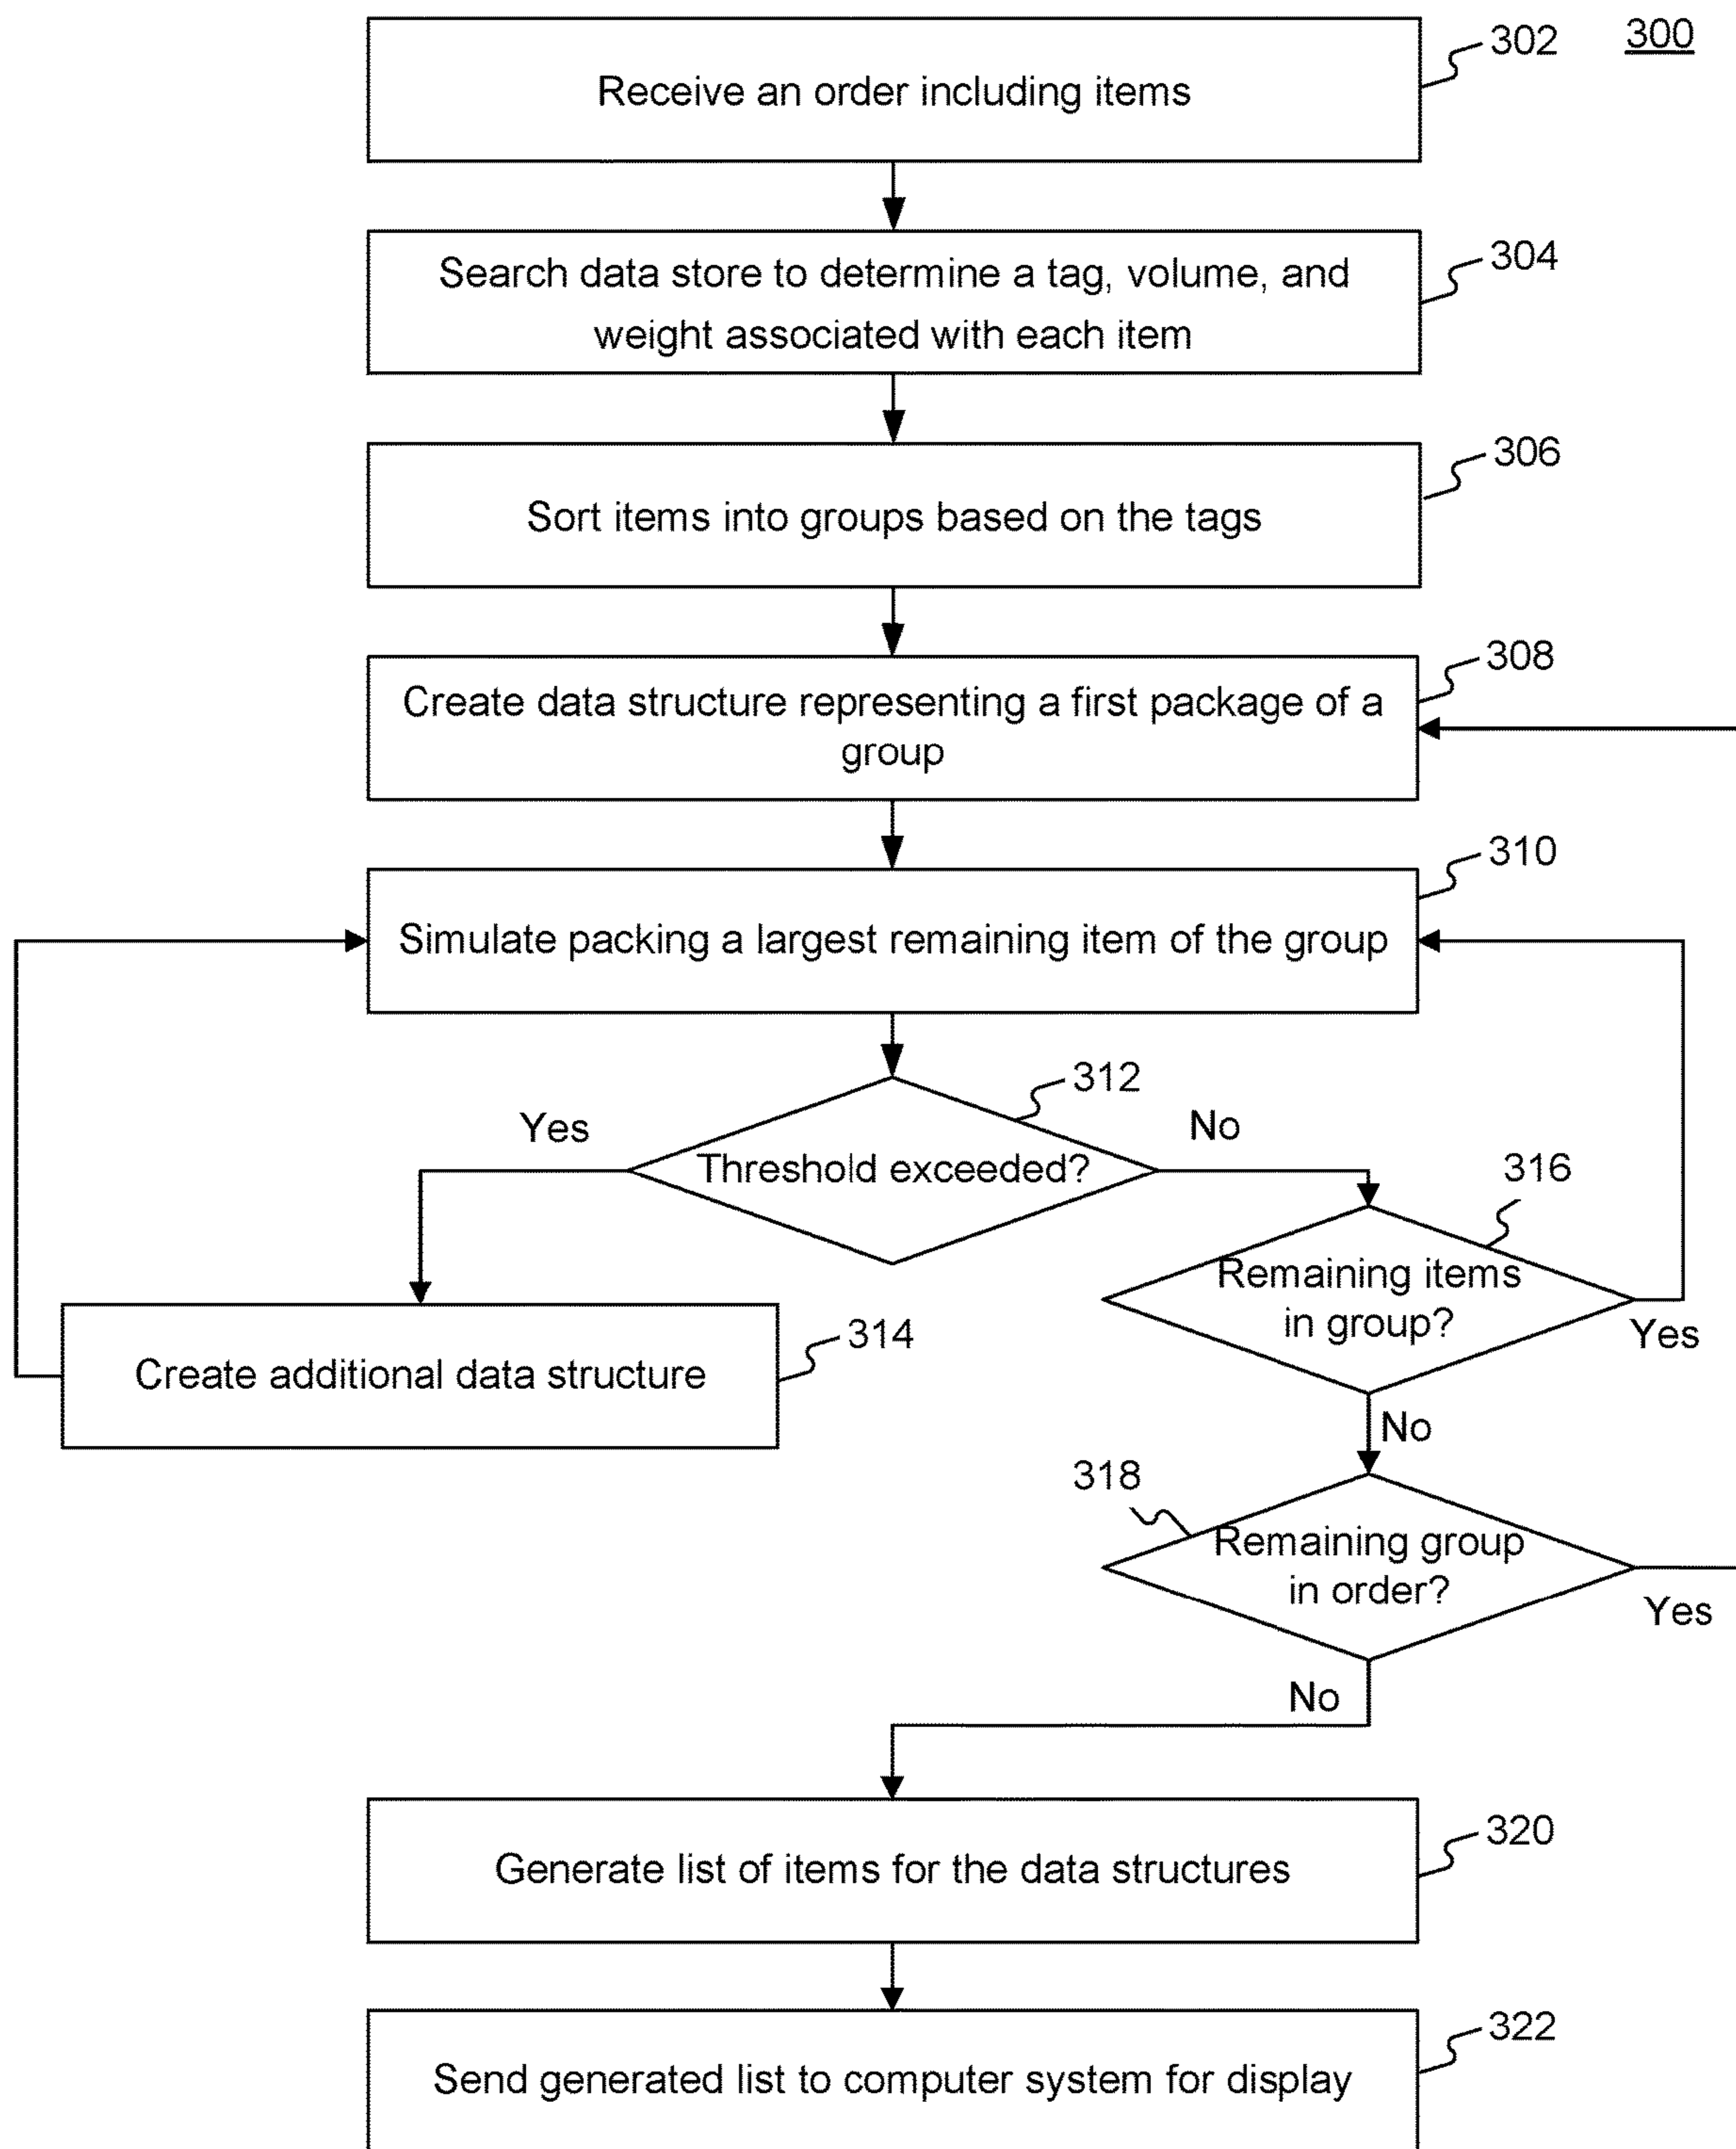 302
300
Receive an order including items
304
Search data store to determine a tag, volume, and
weight associated with each item
306
Sort items into groups based on the tags
308
Create data structure representing a first package of a
group
310
Simulate packing a largest remaining item of the group
312
Yes
No
Threshold exceeded?
316
Remaining items
in group?
Yes
314
Create additional data structure
No
318
Remaining group
in order?
Yes
No
320
Generate list of items for the data structures
322
Send generated list to computer system for display